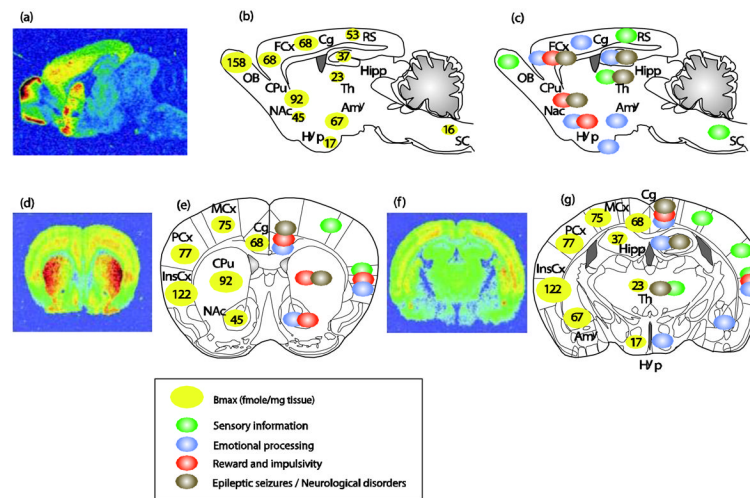 (a)
(b)
FCx 68 Cg 53 RS
68
37
158
OB
Hipp
23
CPu
Th
92
NAc
45
Amy
67
Hyp
17
16
SC
(c)
FCx Cg RS
OB
Hipp
CPu
Th
Nac
Amy
Hyp
SC
(d)
(e)
MCx
75
Cg
68
PCx
77
CPu
92
InsCx
122
NAc
45
(f)
(g)
Cg
MCx
75
68
PCx
77
37
Hipp
InsCx
122
23
Th
67
Amy
17
Hyp
Bmax (fmole/mg tissue)
Sensory information
Emotional processing
Reward and impulsivity
Epileptic seizures / Neurological disorders